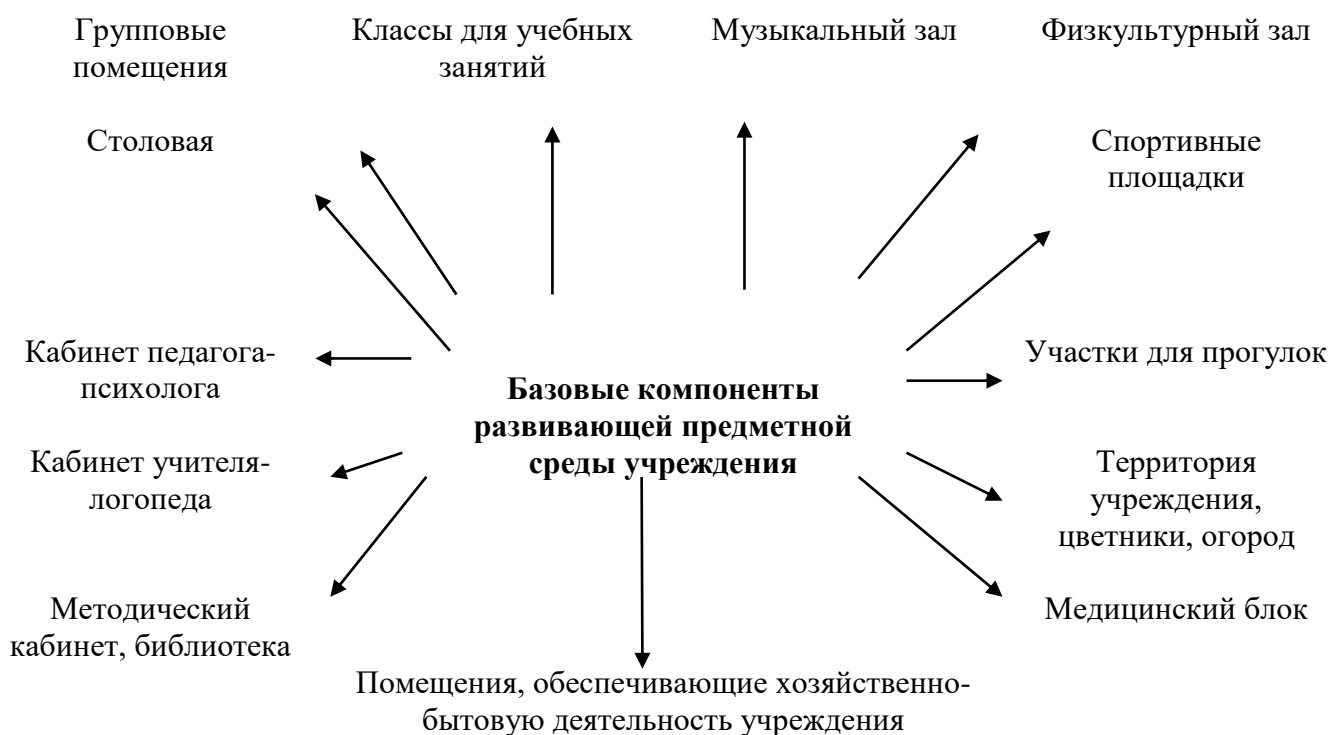 Групповые
помещения
Классы для учебных
занятий
Музыкальный зал
Физкультурный зал
Столовая
Спортивные
площадки
Кабинет педагога-
психолога
Базовые компоненты
развивающей предметной
среды учреждения
Участки для прогулок
Кабинет учителя-
логопеда
Территория
учреждения,
цветники, огород
Методический
кабинет, библиотека
Медицинский блок
Помещения, обеспечивающие хозяйственно-
бытовую деятельность учреждения